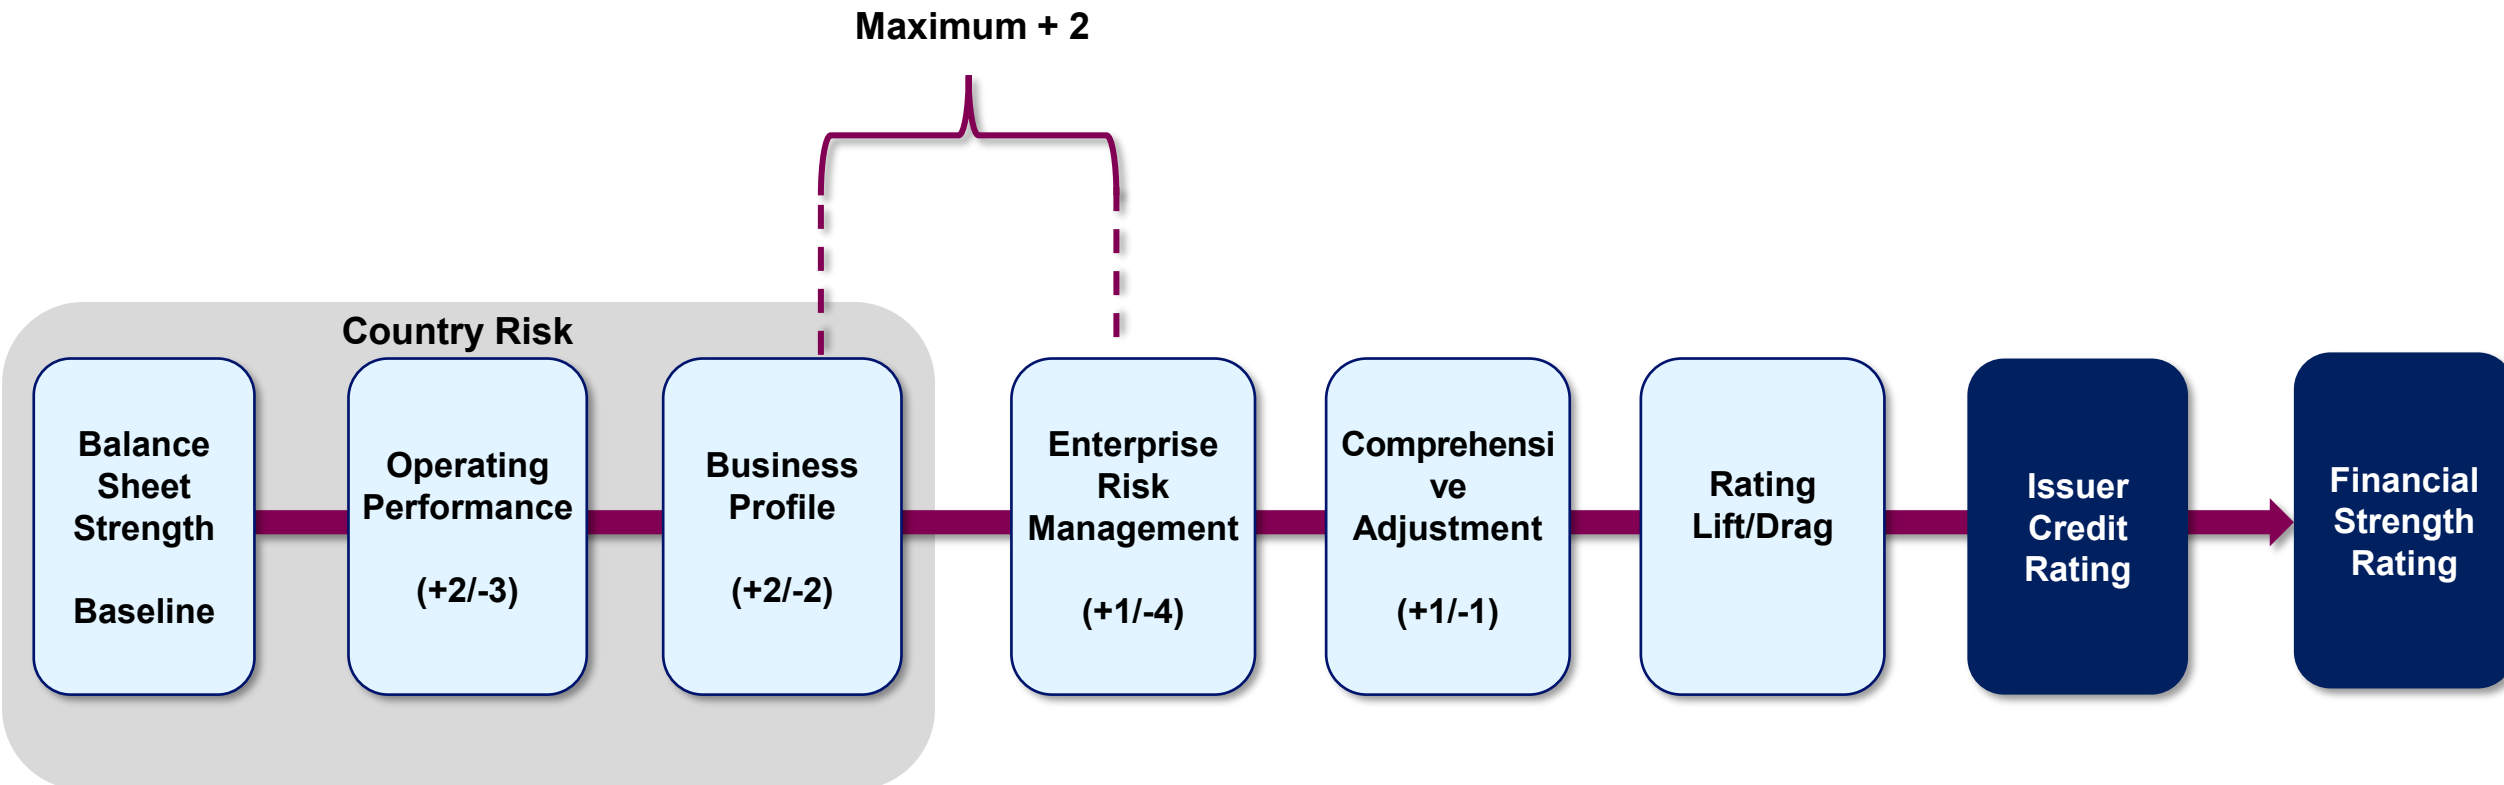 Maximum + 2
Country Risk
Balance
Sheet
Strength
Baseline
Operating
Performance
(+2/-3)
Business
Profile
(+2/-2)
Enterprise
Risk
Management
(+1/-4)
Comprehensi
ve
Adjustment
(+1/-1)
Rating
Lift/Drag
Issuer
Credit
Rating
Financial
Strength
Rating